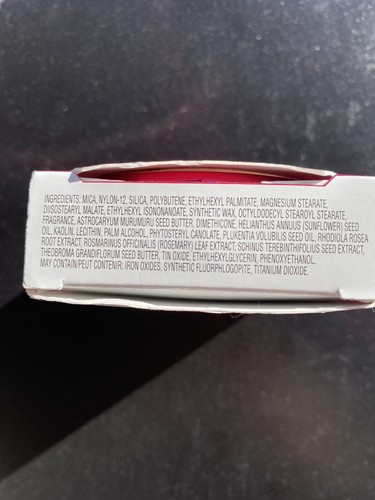 INGREDIENTS: MICA, NYLON-12, SILICA, POLYBUTENE, ETHYLHEXYL PALMITATE, MAGNESIUM STEARATE,
DIISOSTEARYL MALATE, ETHYLHEXYL ISONONANOATE, SYNTHETIC WAX, OCTYLDODECYL STEAROYL STEARATE,
FRAGRANCE, ASTROCARYUM MURUMURU SEED BUTTER, DIMETHICONE, HELIANTHUS ANNUUS (SUNFLOWER) SEED
OIL, KAOLIN, LECITHIN, PALM ALCOHOL, PHYTOSTERYL CANOLATE, PLUKENTIA VOLUBILIS SEED OIL, RHODIOLA ROSEA
ROOT EXTRACT, ROSMARINUS OFFICINALIS (ROSEMARY) LEAF EXTRACT, SCHINUS TEREBINTHIFOLIUS SEED EXTRACT,
THEOBROMA GRANDIFLORUM SEED BUTTER, TIN OXIDE, ETHYLHEXYLGLYCERIN, PHENOXYETHANOL.
MAY CONTAIN/PEUT CONTENIR: IRON OXIDES, SYNTHETIC FLUORPHLOGOPITE, TITANIUM DIOXIDE.